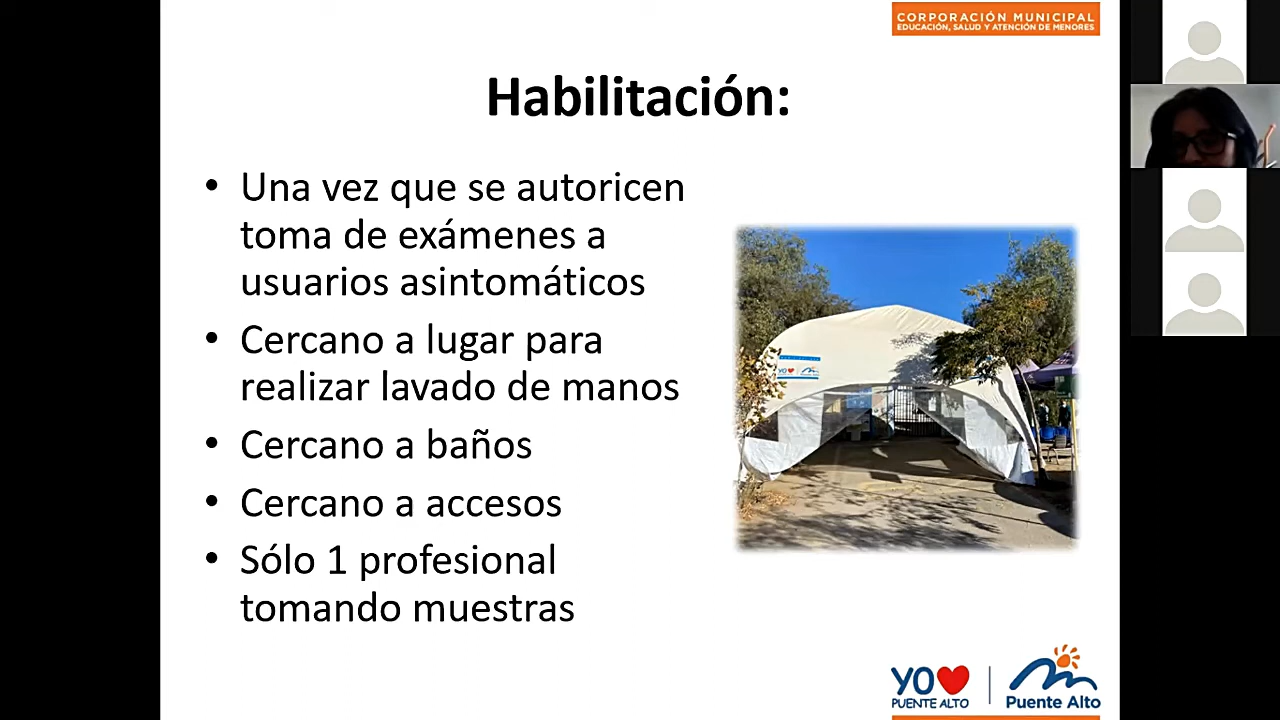 CORPORACIÓN MUNICIPAL
EDUCACIÓN, SALUD Y ATENCIÓN DE MENORES
Habilitación:
• Una vez que se autoricen
toma de exámenes a
usuarios asintomáticos
• Cercano a lugar para
realizar lavado de manos
• Cercano a baños
• Cercano a accesos
• Sólo 1 profesional
tomando muestras
YO
YO
PUENTE ALTO
Puente Alto